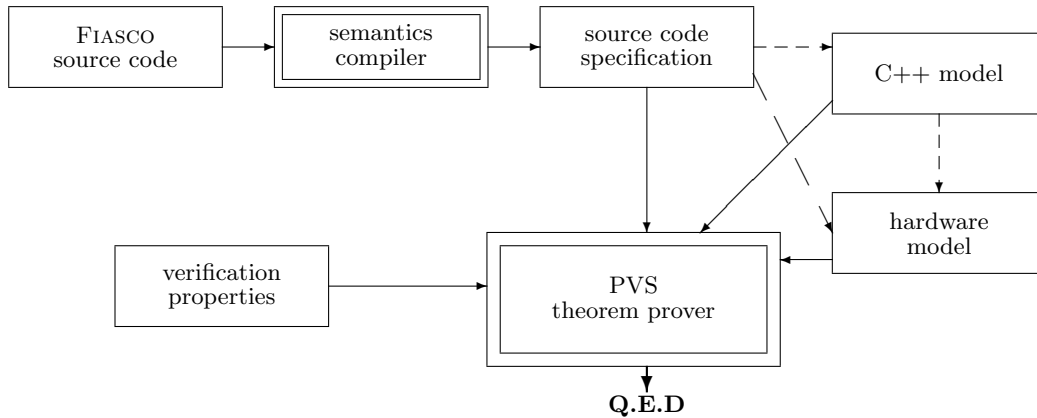 FIASCO
source code
semantics
compiler
source code
specification
C++ model
hardware
model
verification
properties
PVS
theorem prover
Q.E.D